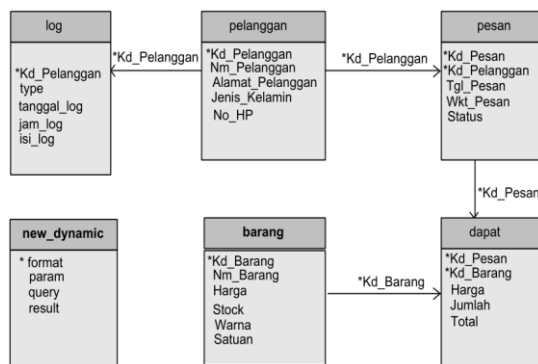 log
*Kd_Pelanggan
type
tanggal_log
jam_log
isi_log
*Kd_Pelanggan
pelanggan
*Kd_Pelanggan
Nm_Pelanggan
Alamat_Pelanggan
Jenis_Kelamin
No_HP
*Kd_Pelanggan
pesan
*Kd_Pesan
*Kd_Pelanggan
Tgl_Pesan
Wkt_Pesan
Status
*Kd_Pesan
new_dynamic
* format
param
query
result
barang
*Kd_Barang
Nm_Barang
Harga
Stock
Warna
Satuan
*Kd_Barang
dapat
*Kd_Pesan
*Kd_Barang
Harga
Jumlah
Total